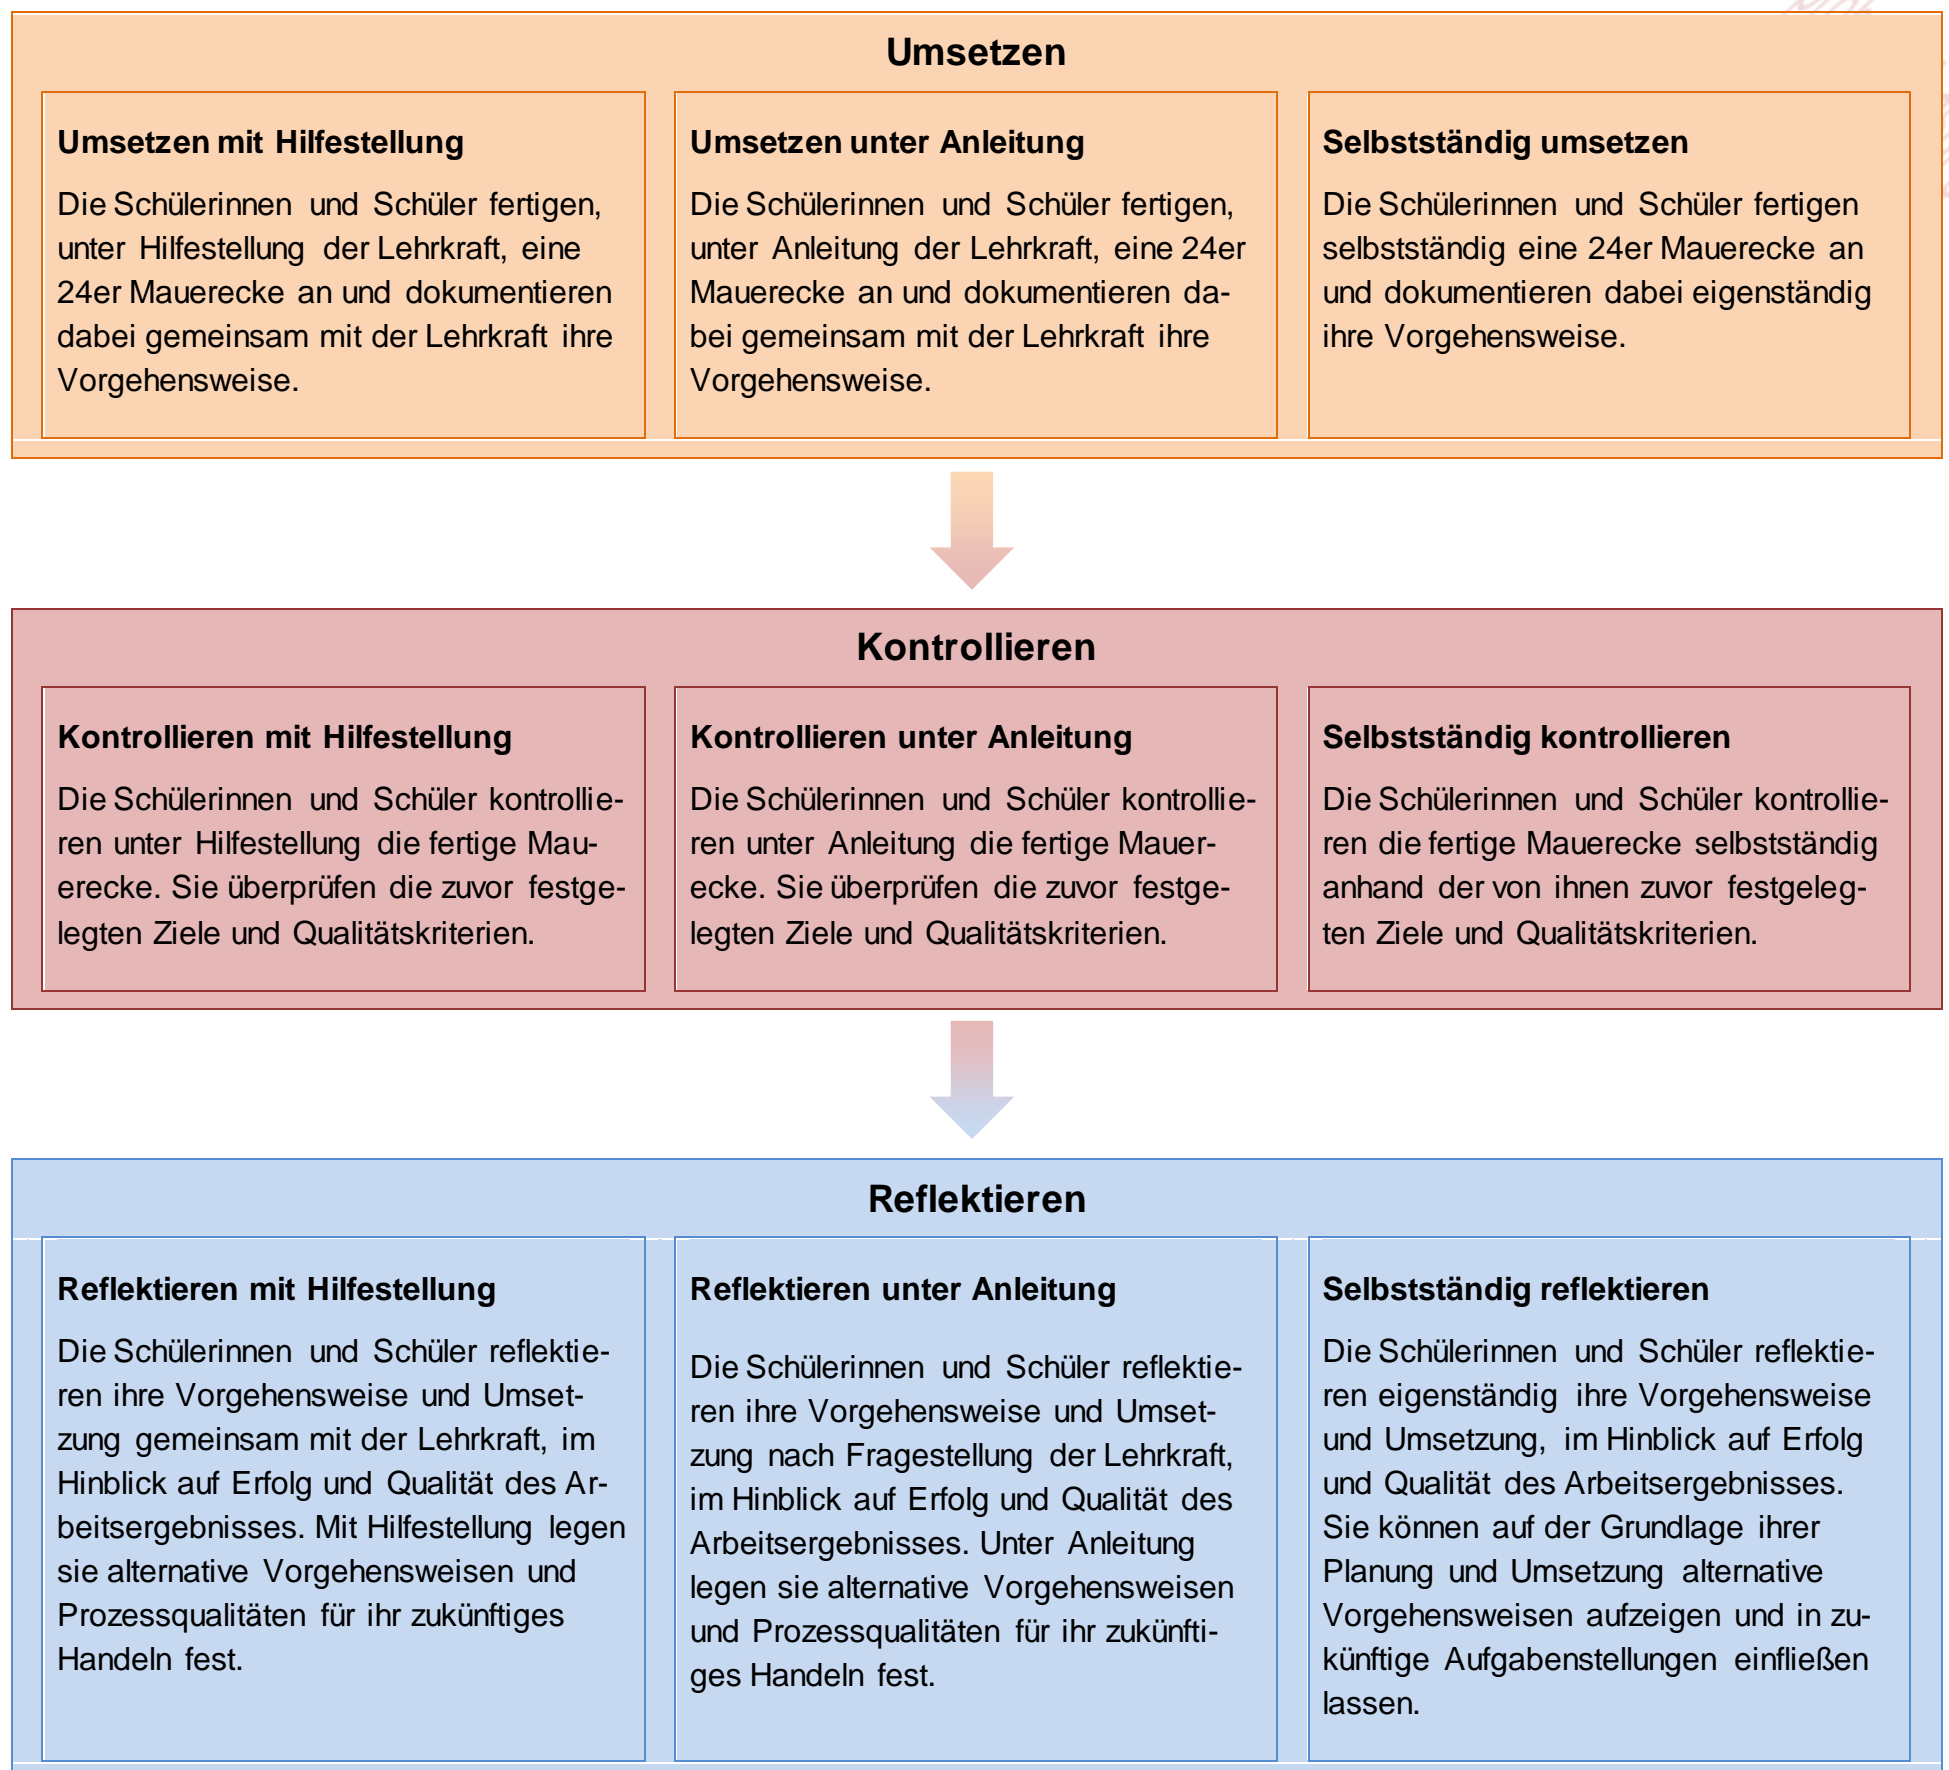 Umsetzen
Umsetzen mit Hilfestellung
Die Schülerinnen und Schüler fertigen,
unter Hilfestellung der Lehrkraft, eine
24er Mauerecke an und dokumentieren
dabei gemeinsam mit der Lehrkraft ihre
Vorgehensweise.
Umsetzen unter Anleitung
Die Schülerinnen und Schüler fertigen,
unter Anleitung der Lehrkraft, eine 24er
Mauerecke an und dokumentieren da-
bei gemeinsam mit der Lehrkraft ihre
Vorgehensweise.
Selbstständig umsetzen
Die Schülerinnen und Schüler fertigen
selbstständig eine 24er Mauerecke an
und dokumentieren dabei eigenständig
ihre Vorgehensweise.
Kontrollieren
Kontrollieren mit Hilfestellung
Die Schülerinnen und Schüler kontrollie-
ren unter Hilfestellung die fertige Mau-
erecke. Sie überprüfen die zuvor festge-
legten Ziele und Qualitätskriterien.
Kontrollieren unter Anleitung
Die Schülerinnen und Schüler kontrollie-
ren unter Anleitung die fertige Mauer-
ecke. Sie überprüfen die zuvor festge-
legten Ziele und Qualitätskriterien.
Selbstständig kontrollieren
Die Schülerinnen und Schüler kontrollie-
ren die fertige Mauerecke selbstständig
anhand der von ihnen zuvor festgeleg-
ten Ziele und Qualitätskriterien.
Reflektieren
Reflektieren mit Hilfestellung
Die Schülerinnen und Schüler reflektie-
ren ihre Vorgehensweise und Umset-
zung gemeinsam mit der Lehrkraft, im
Hinblick auf Erfolg und Qualität des Ar-
beitsergebnisses. Mit Hilfestellung legen
sie alternative Vorgehensweisen und
Prozessqualitäten für ihr zukünftiges
Handeln fest.
Reflektieren unter Anleitung
Die Schülerinnen und Schüler reflektie-
ren ihre Vorgehensweise und Umset-
zung nach Fragestellung der Lehrkraft,
im Hinblick auf Erfolg und Qualität des
Arbeitsergebnisses. Unter Anleitung
legen sie alternative Vorgehensweisen
und Prozessqualitäten für ihr zukünfti-
ges Handeln fest.
Selbstständig reflektieren
Die Schülerinnen und Schüler reflektie-
ren eigenständig ihre Vorgehensweise
und Umsetzung, im Hinblick auf Erfolg
und Qualität des Arbeitsergebnisses.
Sie können auf der Grundlage ihrer
Planung und Umsetzung alternative
Vorgehensweisen aufzeigen und in zu-
künftige Aufgabenstellungen einfließen
lassen.